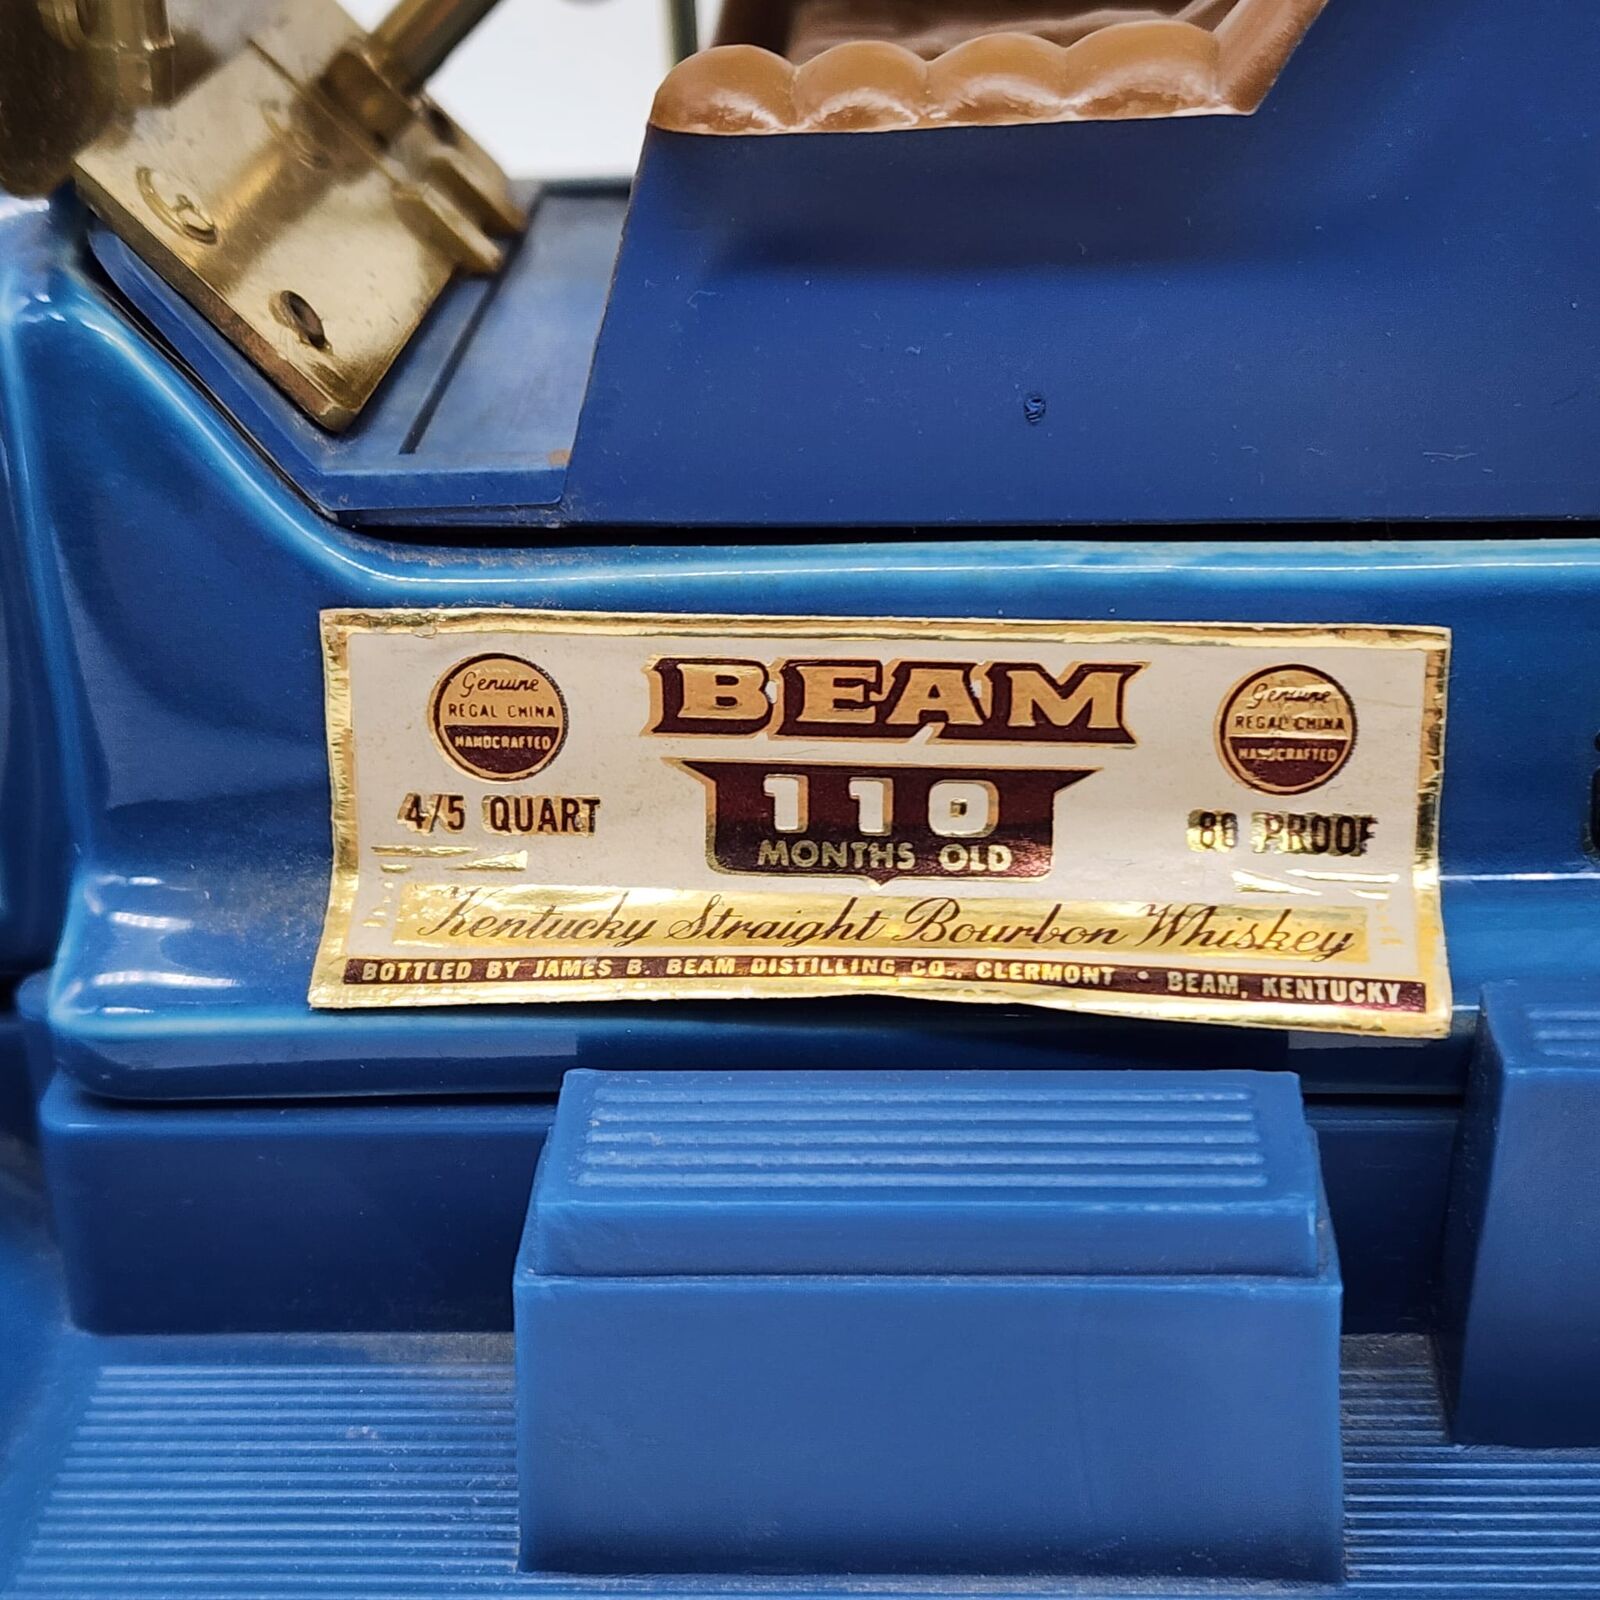 BEAM
Genuine
REGAL CHINA
HANDCRAFTED
Genuine
REGAL CHINA
HANDCRAFTED
4/5 QUART
110
MONTHS OLD
80 PROOF
Kentucky Straight Bourbon Whiskey
BOTTLED BY JAMES B. BEAM DISTILLING CO., CLERMONT • BEAM, KENTUCKY